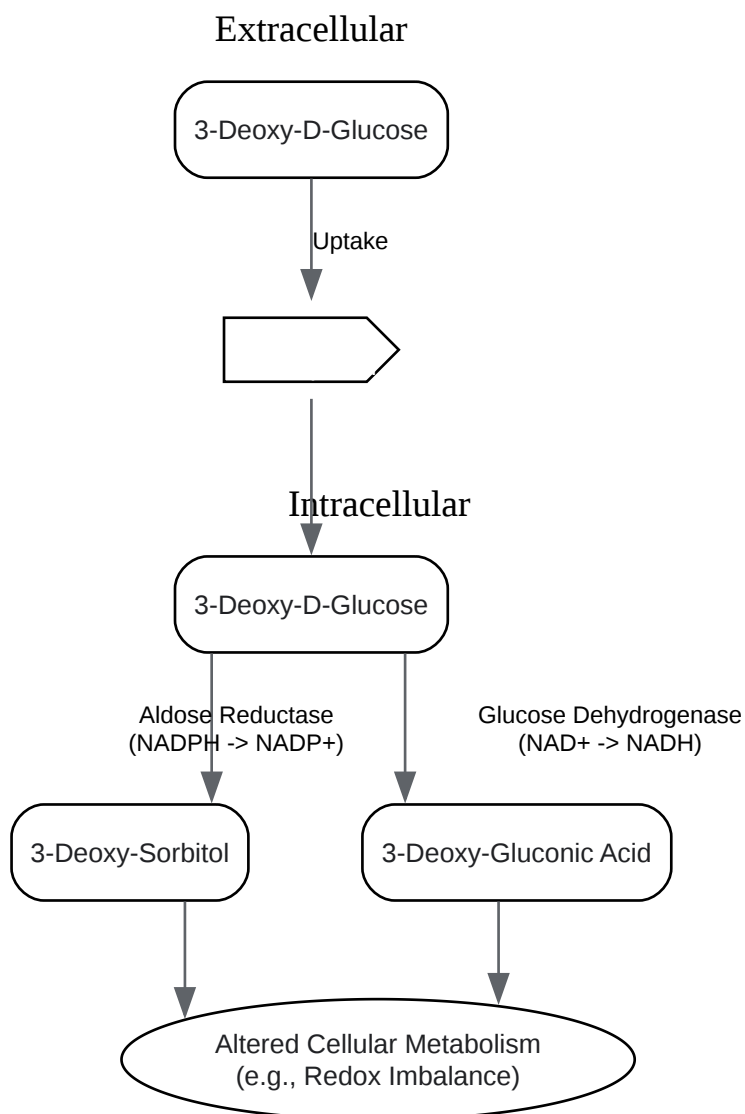 Extracellular
3-Deoxy-D-Glucose
Uptake
Intracellular
3-Deoxy-D-Glucose
Aldose Reductase
(NADPH -> NADP+)
Glucose Dehydrogenase
(NAD+ -> NADH)
3-Deoxy-Sorbitol
3-Deoxy-Gluconic Acid
Altered Cellular Metabolism
(e.g., Redox Imbalance)